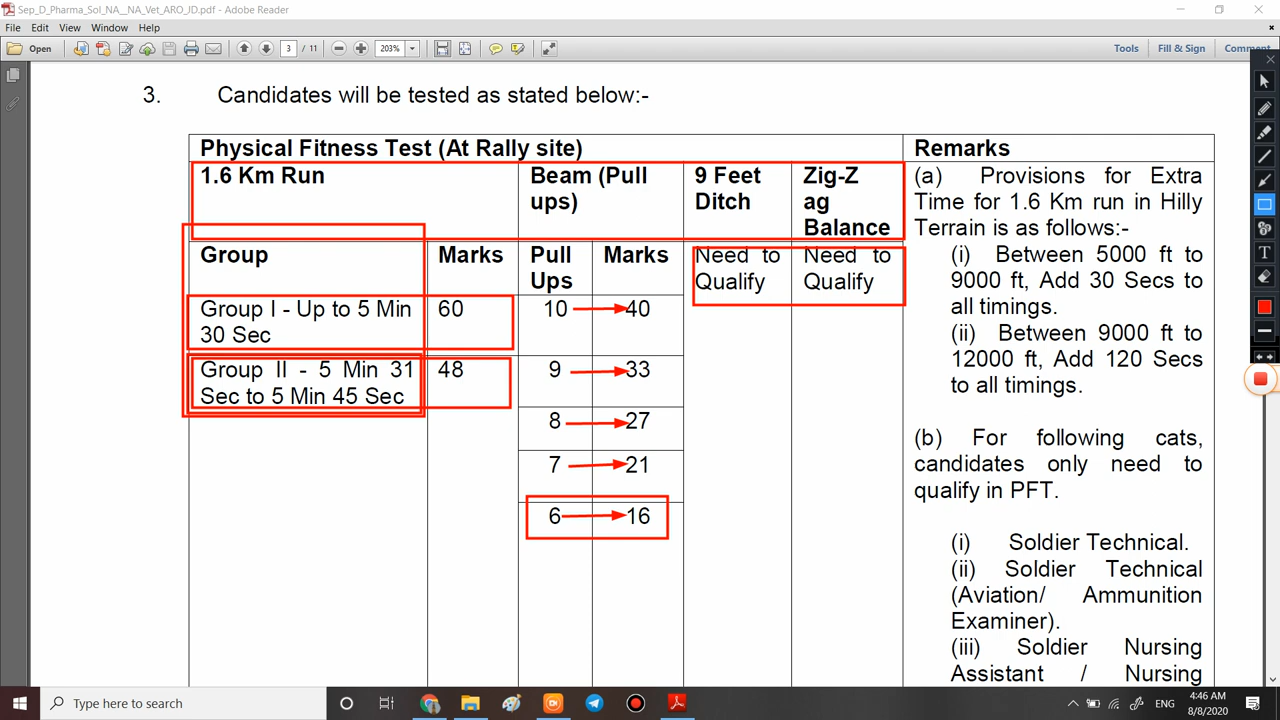 Sep_D_Pharma_Sol_NA__NA_Vet_ARO_JD.pdf - Adobe Reader
File Edit View Window Help
Open 3 / 11 203% Tools Fill & Sign Comment
3. Candidates will be tested as stated below:-
Physical Fitness Test (At Rally site)
1.6 Km Run
Beam (Pull
ups)
9 Feet
Ditch
Zig-Z
ag
Balance
Group
Marks
Pull
Ups
Marks
Need to
Qualify
Need to
Qualify
Group I - Up to 5 Min
30 Sec
60
10 40
Group II - 5 Min 31
Sec to 5 Min 45 Sec
48
9 33
8 27
7 21
6 16
Remarks
(a) Provisions for Extra
Time for 1.6 Km run in Hilly
Terrain is as follows:-
(i) Between 5000 ft to
9000 ft, Add 30 Secs to
all timings.
(ii) Between 9000 ft to
12000 ft, Add 120 Secs
to all timings.
(b) For following cats,
candidates only need to
qualify in PFT.
(i) Soldier Technical.
(ii) Soldier Technical
(Aviation/ Ammunition
Examiner).
(iii) Soldier Nursing
Assistant / Nursing
Type here to search
ENG
4:46 AM
8/8/2020